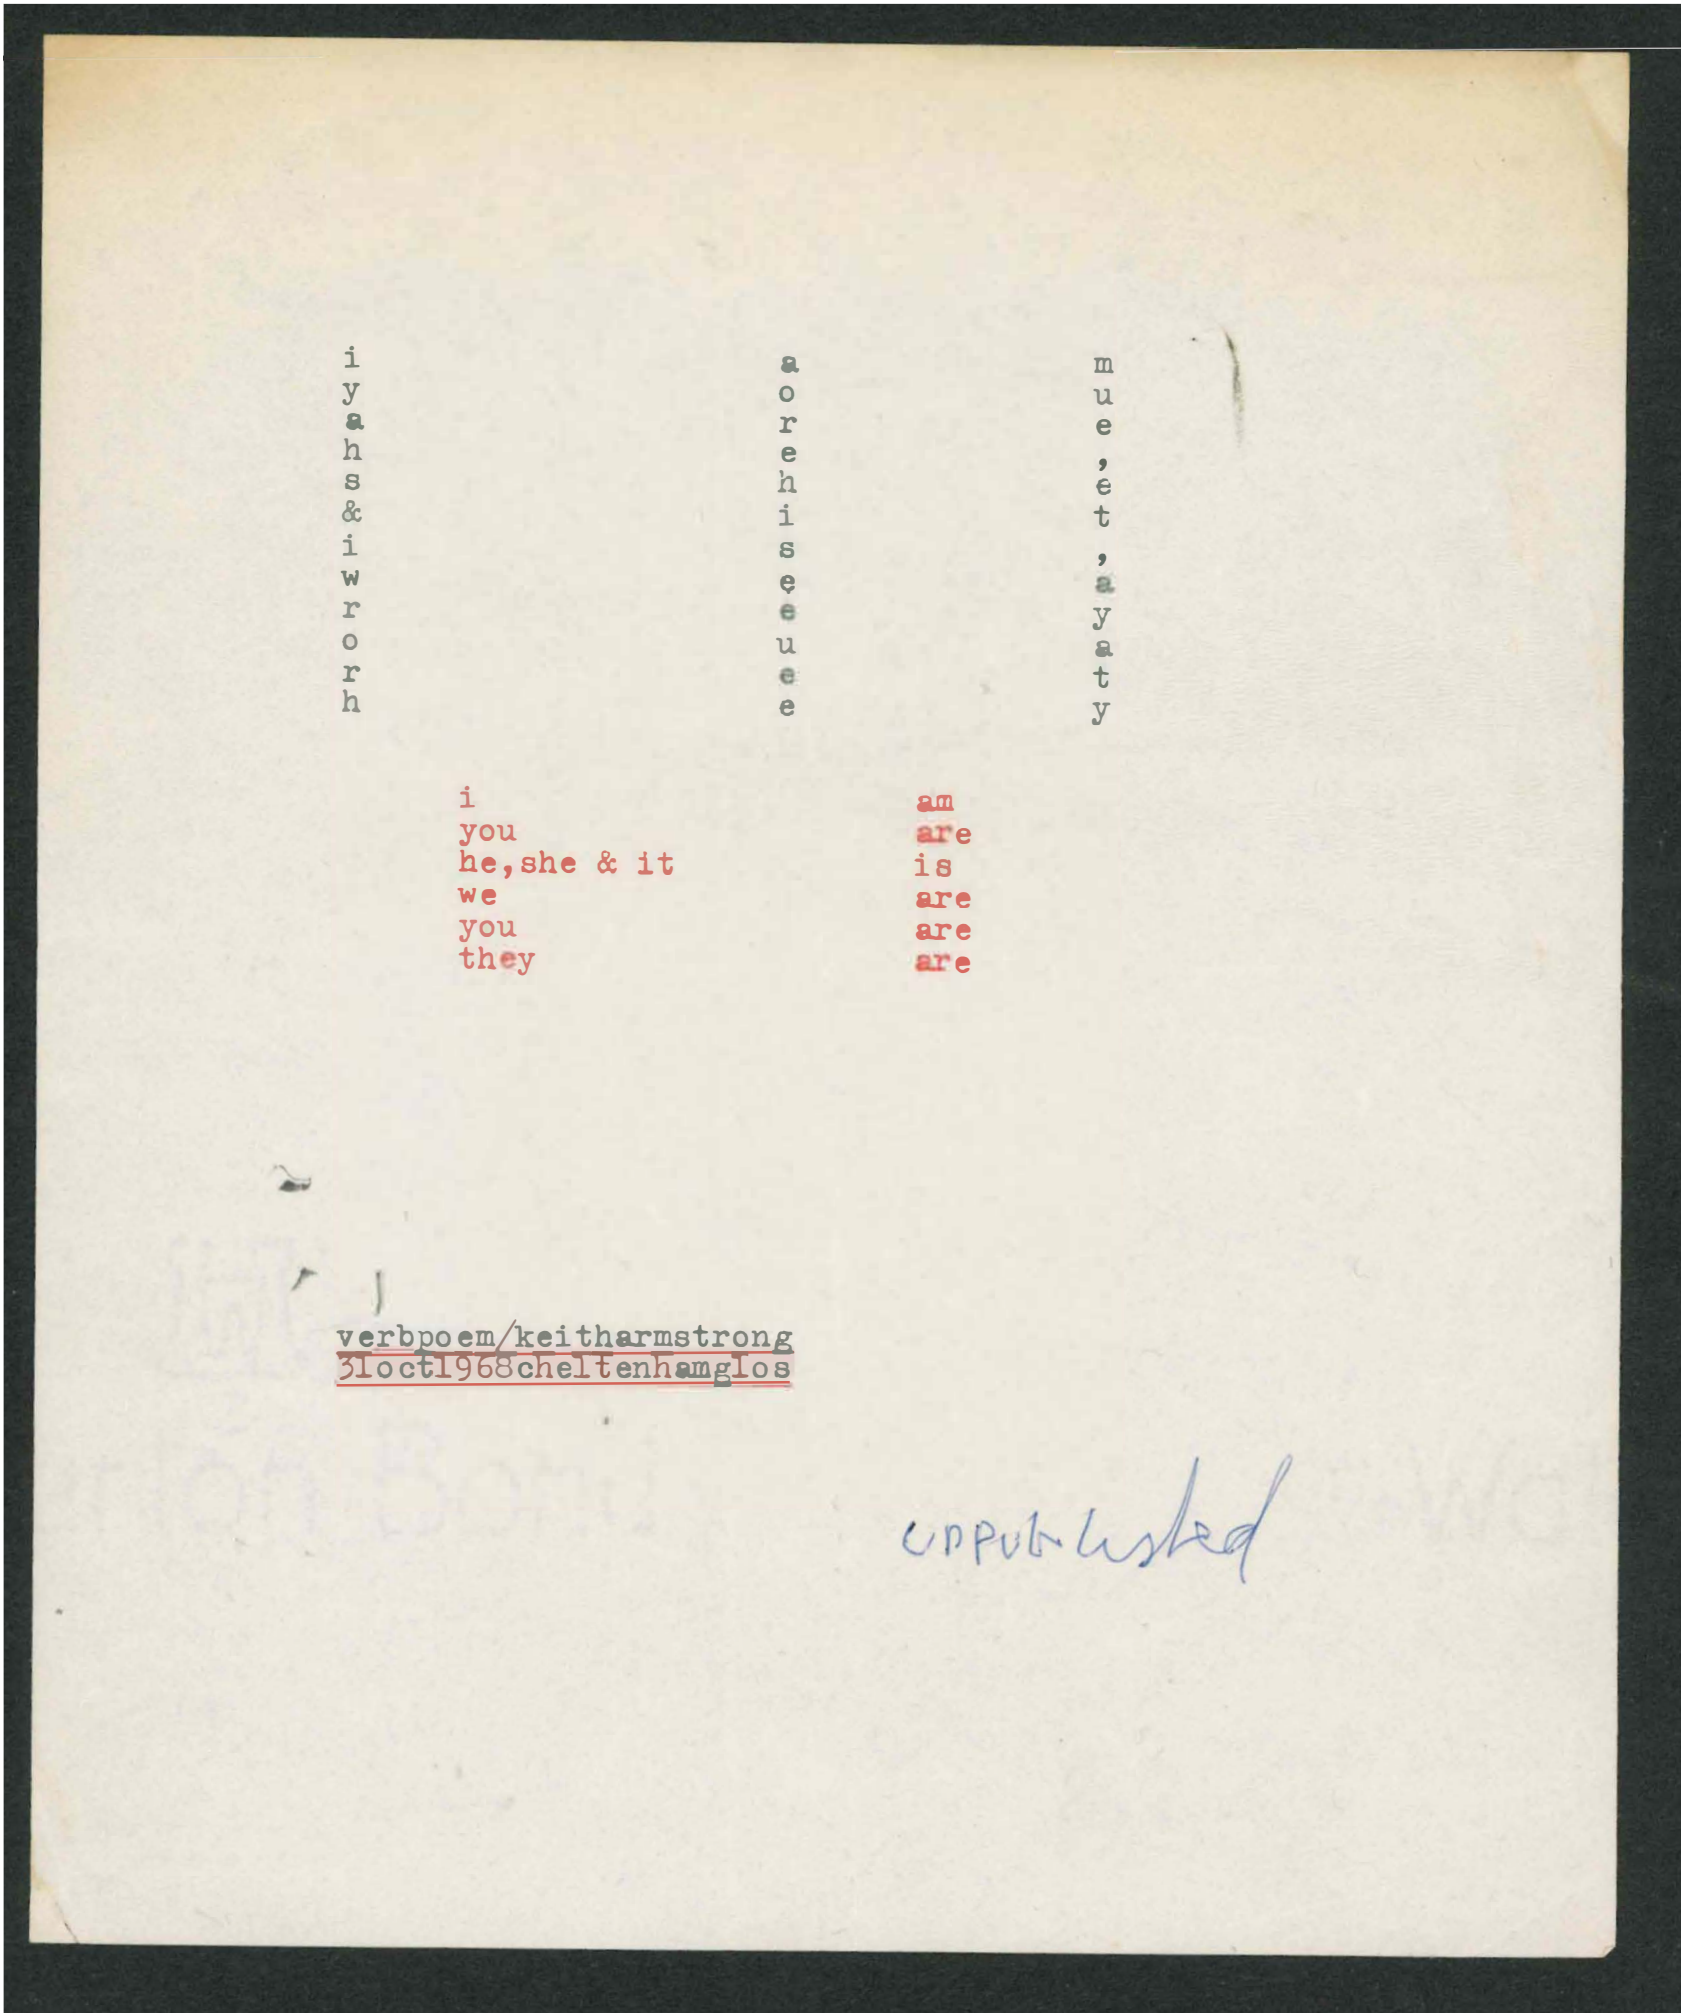 i a m
y o u
a r e
h e ,
s h e
& i t
i s ,
w e a
r e y
o u a
r e t
h e y
i am
you are
he,she & it is
we are
you are
they are
verbpoem/keitharmstrong
31oct1968cheltenhamglos
unpublished